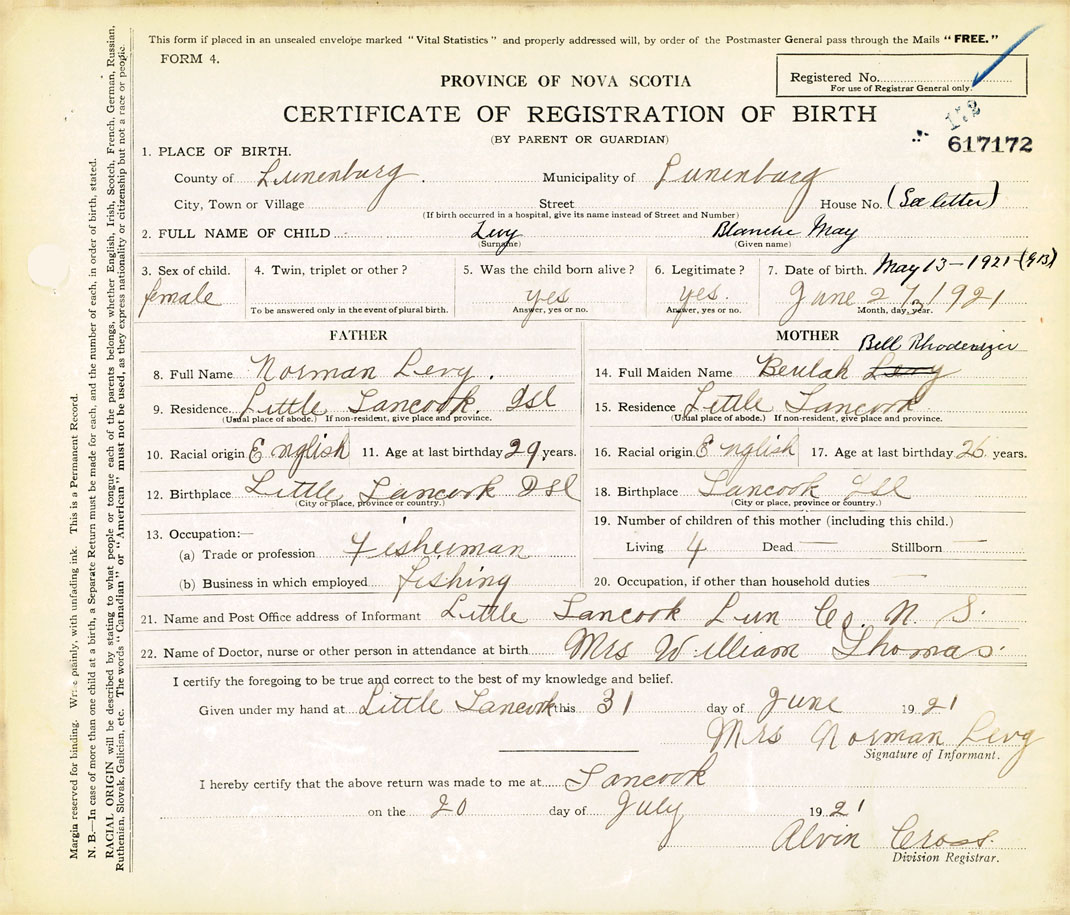 This form if placed in an unsealed envelope marked "Vital Statistics" and properly addressed will, by order of the Postmaster General pass through the Mails "FREE."
FORM 4.
Registered No.
For use of Registrar General only.
PROVINCE OF NOVA SCOTIA
CERTIFICATE OF REGISTRATION OF BIRTH
(BY PARENT OR GUARDIAN)
172
617172
1. PLACE OF BIRTH.
County of Lunenburg. Municipality of Lunenburg
City, Town or Village Street House No. (See letter)
(If birth occurred in a hospital, give its name instead of Street and Number)
2. FULL NAME OF CHILD Levy Blanche May
(Surname) (Given name)
3. Sex of child. 4. Twin, triplet or other? 5. Was the child born alive? 6. Legitimate? 7. Date of birth. May 13-1921-(913)
female yes yes. June 27, 1921
To be answered only in the event of plural birth. Answer, yes or no. Answer, yes or no. Month, day, year.
FATHER
8. Full Name Norman Levy.
9. Residence Little Tancook. Isl
(Usual place of abode.) If non-resident, give place and province.
10. Racial origin English 11. Age at last birthday 29 years.
12. Birthplace Little Tancook Isl
(City or place, province or country.)
13. Occupation:—
(a) Trade or profession Fisherman
(b) Business in which employed fishing
MOTHER
Bell Rhodenizer
14. Full Maiden Name Beulah Levy
15. Residence Little Tancook
(Usual place of abode.) If non-resident, give place and province.
16. Racial origin English 17. Age at last birthday 26 years.
18. Birthplace Tancook Isl
(City or place, province or country.)
19. Number of children of this mother (including this child.)
Living 4 Dead — Stillborn —
20. Occupation, if other than household duties —
21. Name and Post Office address of Informant Little Tancook Lun Co. N. S.
22. Name of Doctor, nurse or other person in attendance at birth Mrs William Thomas.
I certify the foregoing to be true and correct to the best of my knowledge and belief.
Given under my hand at Little Tancook this 31 day of June 1921
Mrs Norman Levy
Signature of Informant.
I hereby certify that the above return was made to me at Tancook
on the 20 day of July 1921
Alvin Cross.
Division Registrar.
Margin reserved for binding. Write plainly, with unfading ink. This is a Permanent Record.
N. B.—In case of more than one child at a birth, a Separate Return must be made for each, and the number of each, in order of birth, stated.
RACIAL ORIGIN will be described by stating to what people or tongue each of the parents belongs, whether English, Irish, Scotch, French, German, Russian,
Ruthenian, Slovak, Galician, etc. The words "Canadian" or "American" must not be used, as they express nationality or citizenship but not a race or people.